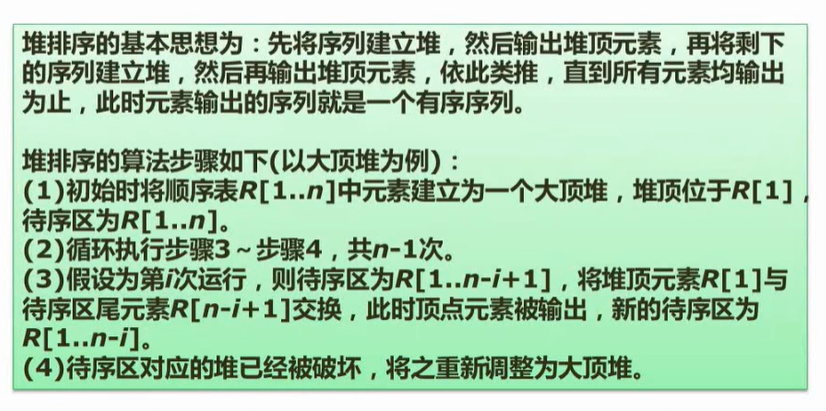 堆排序的基本思想为：先将序列建立堆，然后输出堆顶元素，再将剩下
的序列建立堆，然后再输出堆顶元素，依此类推，直到所有元素均输出
为止，此时元素输出的序列就是一个有序序列。
堆排序的算法步骤如下(以大顶堆为例)：
(1)初始时将顺序表R[1..n]中元素建立为一个大顶堆，堆顶位于R[1]，
待序区为R[1..n]。
(2)循环执行步骤3～步骤4，共n-1次。
(3)假设为第i次运行，则待序区为R[1..n-i+1]，将堆顶元素R[1]与
待序区尾元素R[n-i+1]交换，此时顶点元素被输出，新的待序区为
R[1..n-i]。
(4)待序区对应的堆已经被破坏，将之重新调整为大顶堆。